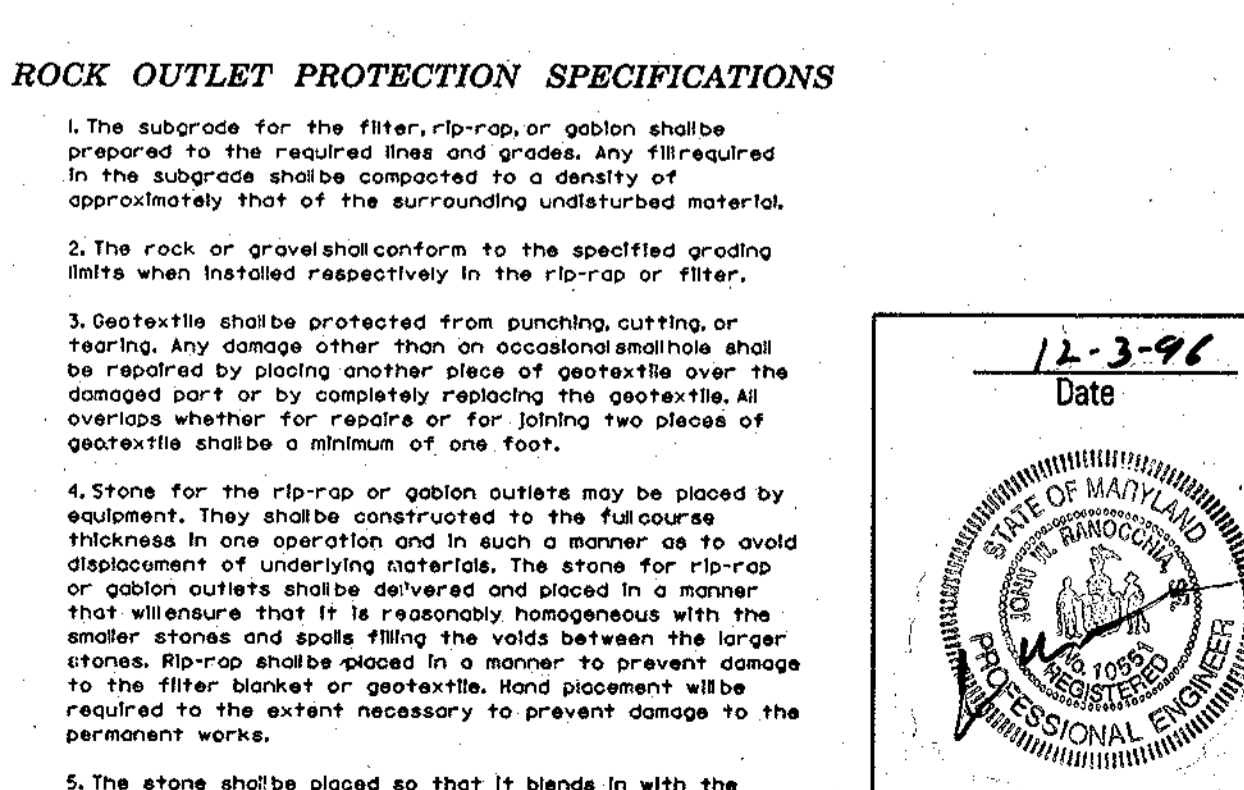 ROCK OUTLET PROTECTION SPECIFICATIONS
1. The subgrade for the filter, rip-rap, or gabion shall be
prepared to the required lines and grades. Any fill required
in the subgrade shall be compacted to a density of
approximately that of the surrounding undisturbed material.
2. The rock or gravel shall conform to the specified grading
limits when installed respectively in the rip-rap or filter.
3. Geotextile shall be protected from punching, cutting, or
tearing. Any damage other than an occasional small hole shall
be repaired by placing another piece of geotextile over the
damaged part or by completely replacing the geotextile. All
overlaps whether for repairs or for joining two pieces of
geotextile shall be a minimum of one foot.
4. Stone for the rip-rap or gabion outlets may be placed by
equipment. They shall be constructed to the full course
thickness in one operation and in such a manner as to avoid
displacement of underlying materials. The stone for rip-rap
or gabion outlets shall be delivered and placed in a manner
that will ensure that it is reasonably homogeneous with the
smaller stones and spalls filling the voids between the larger
stones. Rip-rap shall be placed in a manner to prevent damage
to the filter blanket or geotextile. Hand placement will be
required to the extent necessary to prevent damage to the
permanent works.
5. The stone shall be placed so that it blends in with the
12-3-96
Date
STATE OF MARYLAND
JOHN W. RANOCCHIA, SR.
No. 10551
REGISTERED
PROFESSIONAL ENGINEER